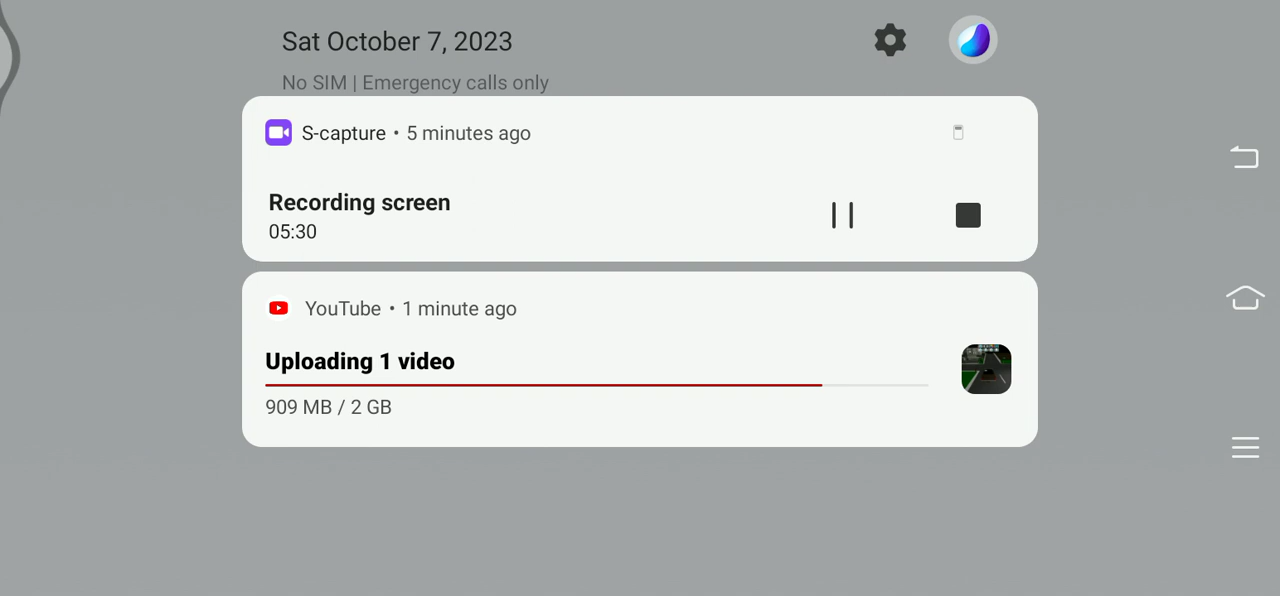 Sat October 7, 2023
No SIM | Emergency calls only
S-capture • 5 minutes ago
Recording screen
05:30
YouTube • 1 minute ago
Uploading 1 video
909 MB / 2 GB